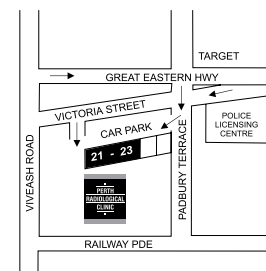 TARGET
GREAT EASTERN HWY
VICTORIA STREET
POLICE
LICENSING
CENTRE
CAR PARK
21 - 23
VIVEASH ROAD
PADBURY TERRACE
PERTH
RADIOLOGICAL
CLINIC
RAILWAY PDE